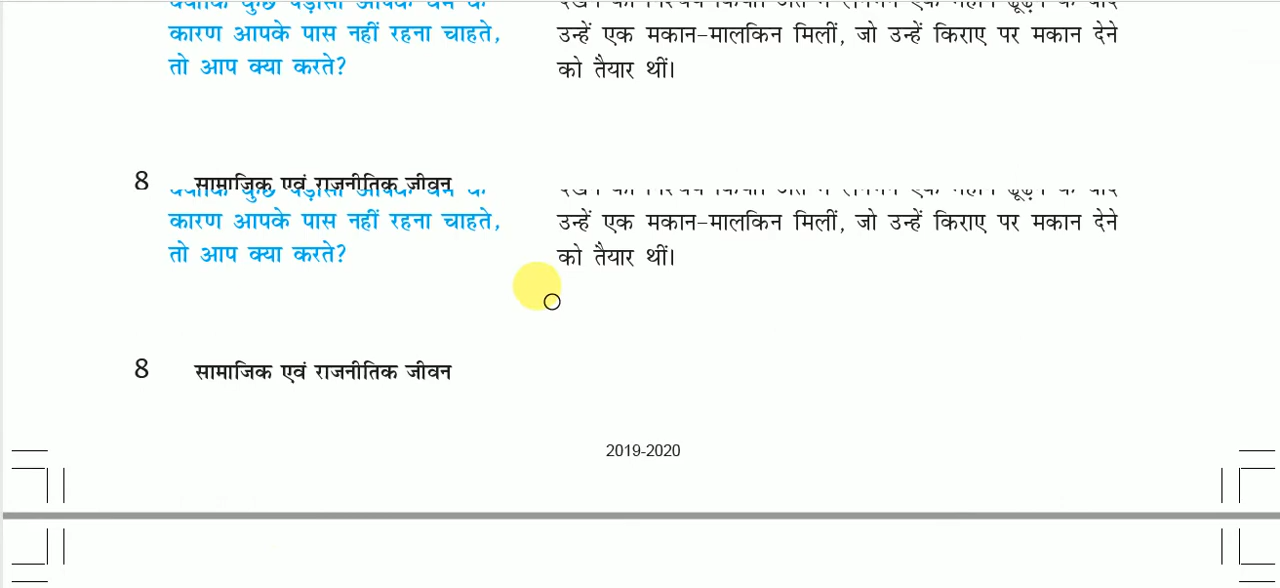 कारण आपके पास नहीं रहना चाहते,
तो आप क्या करते?
उन्हें एक मकान-मालकिन मिलीं, जो उन्हें किराए पर मकान देने
को तैयार थीं।
8 सामाजिक एवं राजनीतिक जीवन
कारण आपके पास नहीं रहना चाहते,
तो आप क्या करते?
उन्हें एक मकान-मालकिन मिलीं, जो उन्हें किराए पर मकान देने
को तैयार थीं।
8 सामाजिक एवं राजनीतिक जीवन
2019-2020